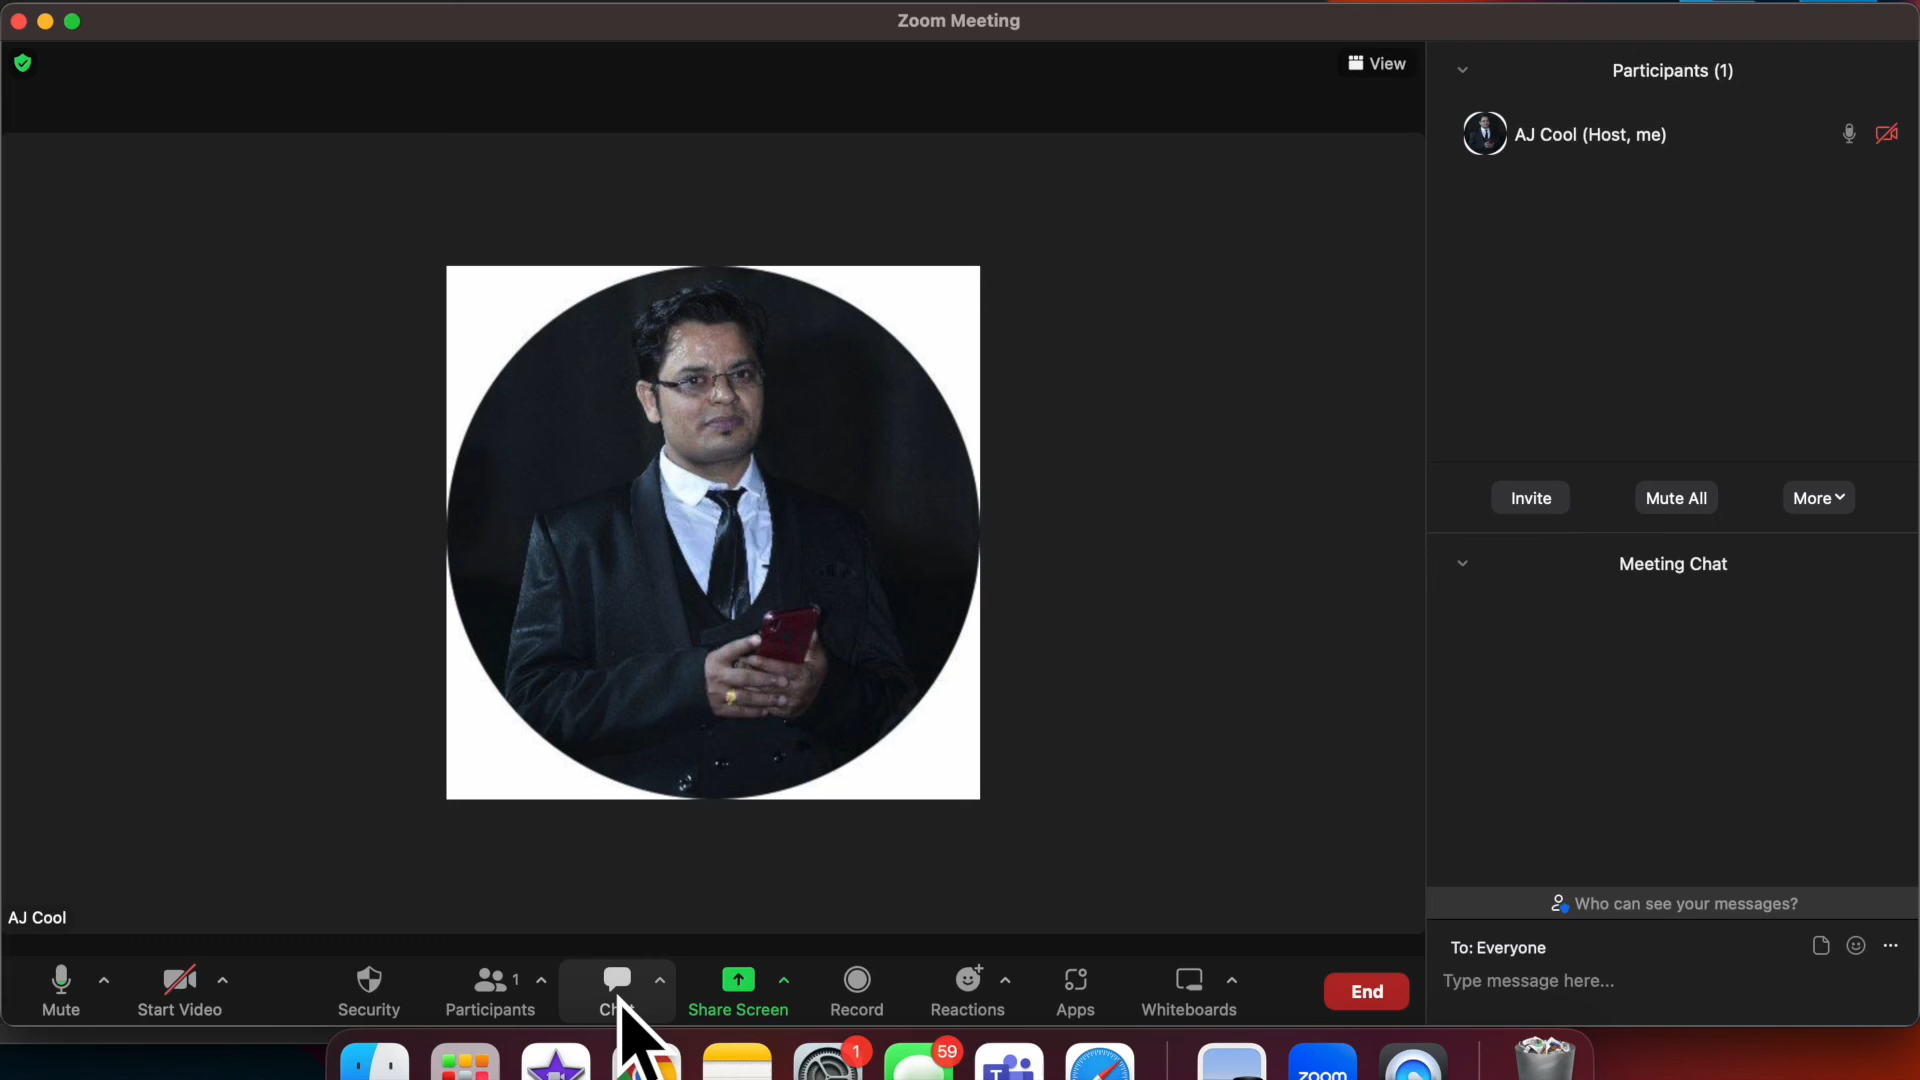 Zoom Meeting
View
Participants (1)
AJ Cool (Host, me)
Invite
Mute All
More
Meeting Chat
Who can see your messages?
To: Everyone
Type message here...
AJ Cool
Mute
Start Video
Security
1
Participants
Share Screen
Record
Reactions
Apps
Whiteboards
End
1
59
zoom